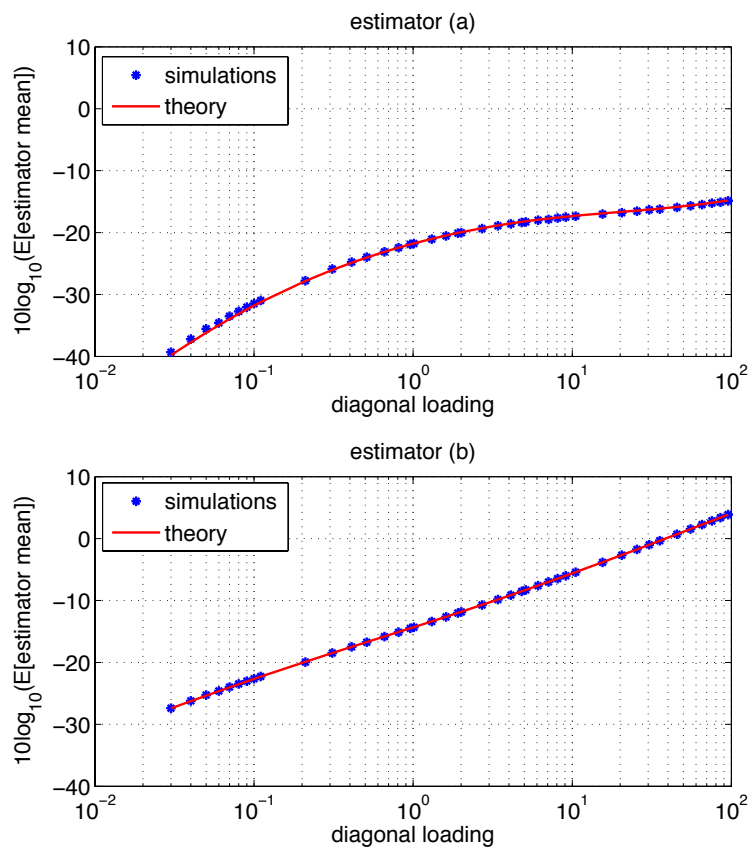 estimator (a)
10
0
−10
−20
−30
−40
10log₁₀(E[estimator mean])
simulations
theory
10⁻² 10⁻¹ 10⁰ 10¹ 10²
diagonal loading
estimator (b)
10
0
−10
−20
−30
−40
10log₁₀(E[estimator mean])
simulations
theory
10⁻² 10⁻¹ 10⁰ 10¹ 10²
diagonal loading